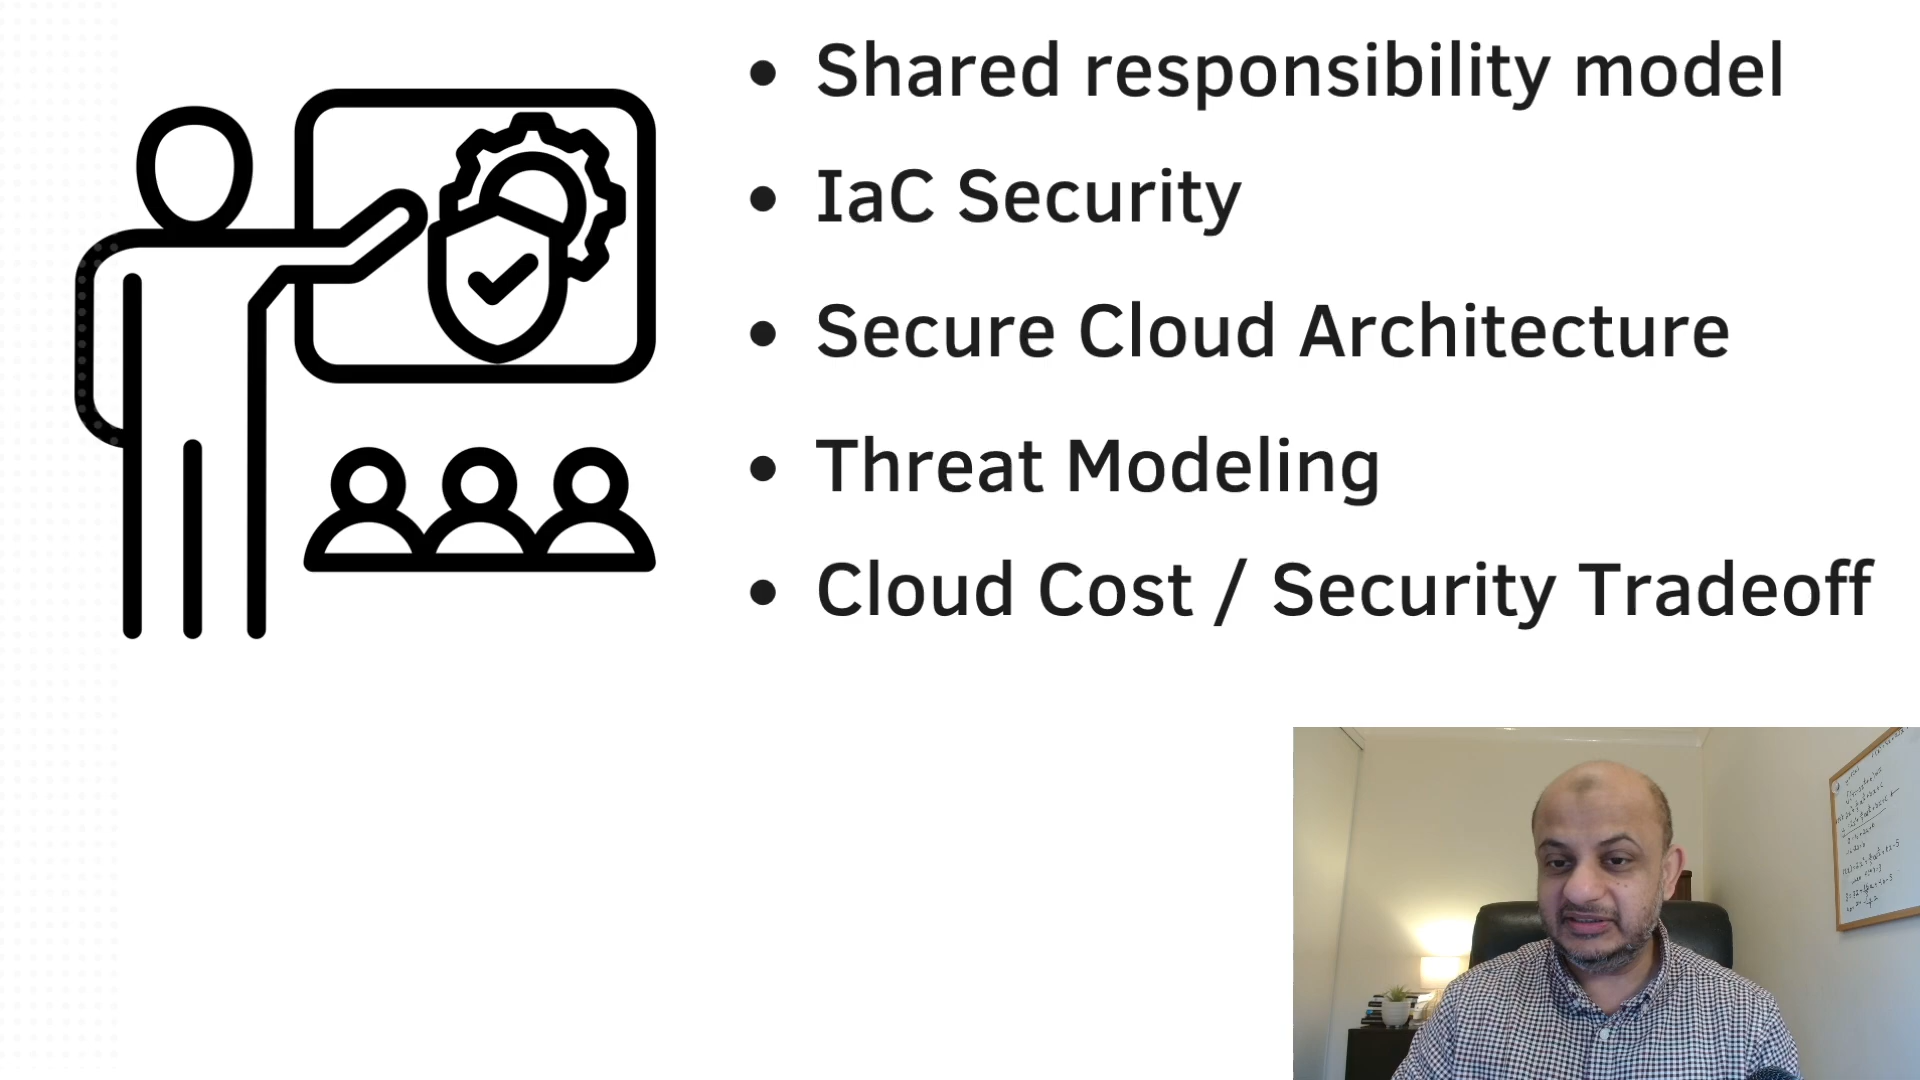 Shared responsibility model
IaC Security
Secure Cloud Architecture
Threat Modeling
Cloud Cost / Security Tradeoff